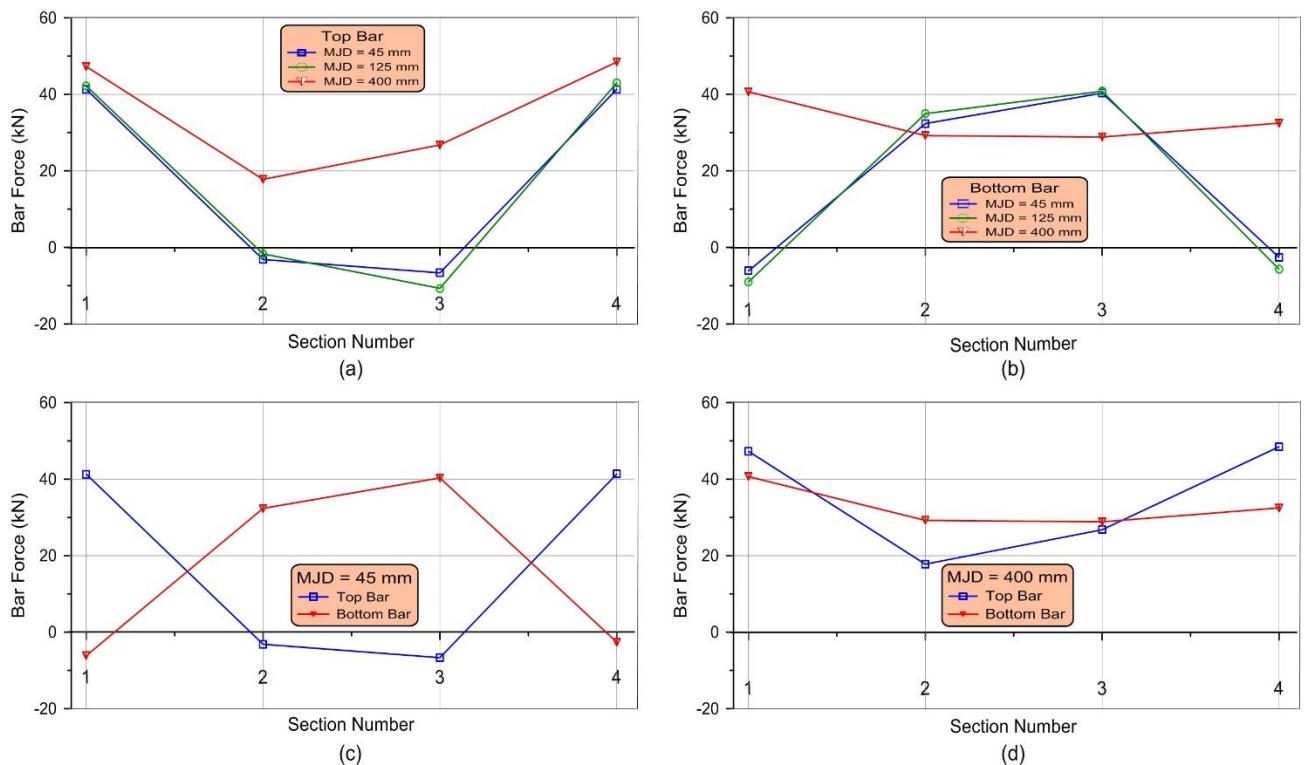 60
40
20
0
-20
Bar Force (kN)
Top Bar
MJD = 45 mm
MJD = 125 mm
MJD = 400 mm
1
2
3
4
Section Number
(a)
60
40
20
0
-20
Bar Force (kN)
Bottom Bar
MJD = 45 mm
MJD = 125 mm
MJD = 400 mm
1
2
3
4
Section Number
(b)
60
40
20
0
-20
Bar Force (kN)
MJD = 45 mm
Top Bar
Bottom Bar
1
2
3
4
Section Number
(c)
60
40
20
0
-20
Bar Force (kN)
MJD = 400 mm
Top Bar
Bottom Bar
1
2
3
4
Section Number
(d)